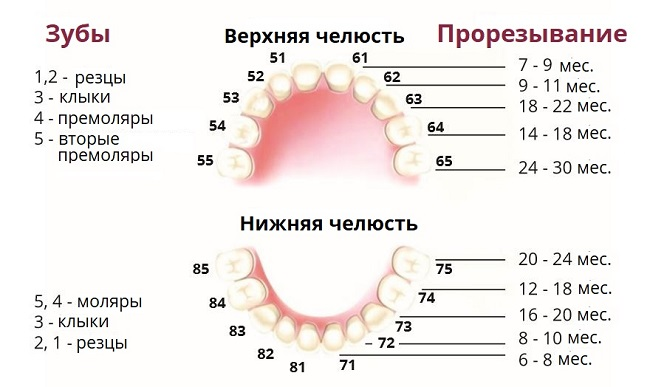 Зубы
Верхняя челюсть
Прорезывание
1,2 - резцы
3 - клыки
4 - премоляры
5 - вторые
премоляры
51
61
52
62
53
63
54
64
55
65
7 - 9 мес.
9 - 11 мес.
18 - 22 мес.
14 - 18 мес.
24 - 30 мес.
Нижняя челюсть
5, 4 - моляры
3 - клыки
2, 1 - резцы
85
75
84
74
83
73
82
72
81
71
20 - 24 мес.
12 - 18 мес.
16 - 20 мес.
8 - 10 мес.
6 - 8 мес.